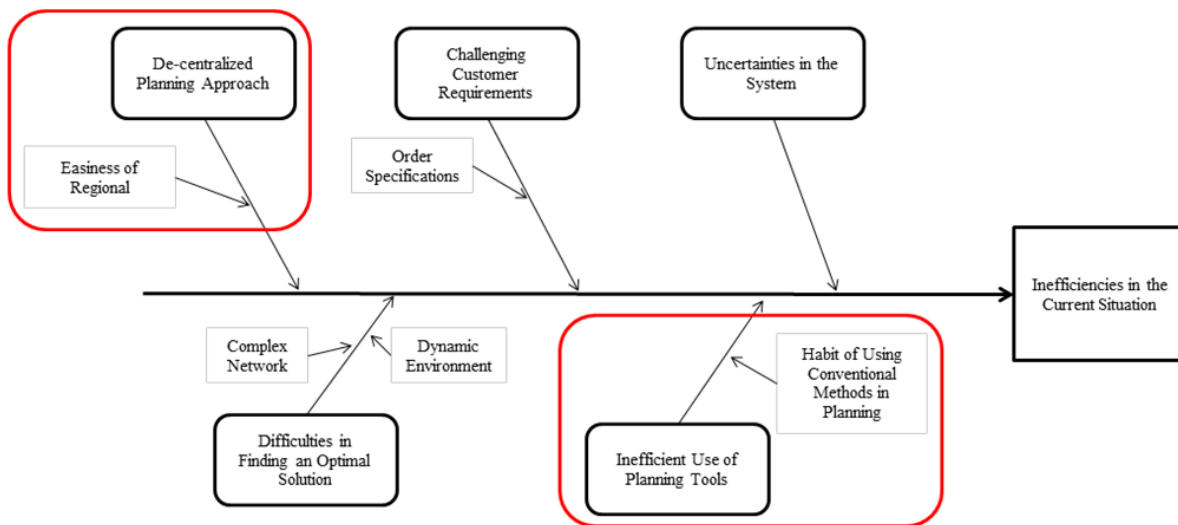 De-centralized
Planning Approach
Challenging
Customer
Requirements
Uncertainties in the
System
Easiness of
Regional
Order
Specifications
Inefficiencies in the
Current Situation
Complex
Network
Dynamic
Environment
Habit of Using
Conventional
Methods in
Planning
Difficulties in
Finding an Optimal
Solution
Inefficient Use of
Planning Tools